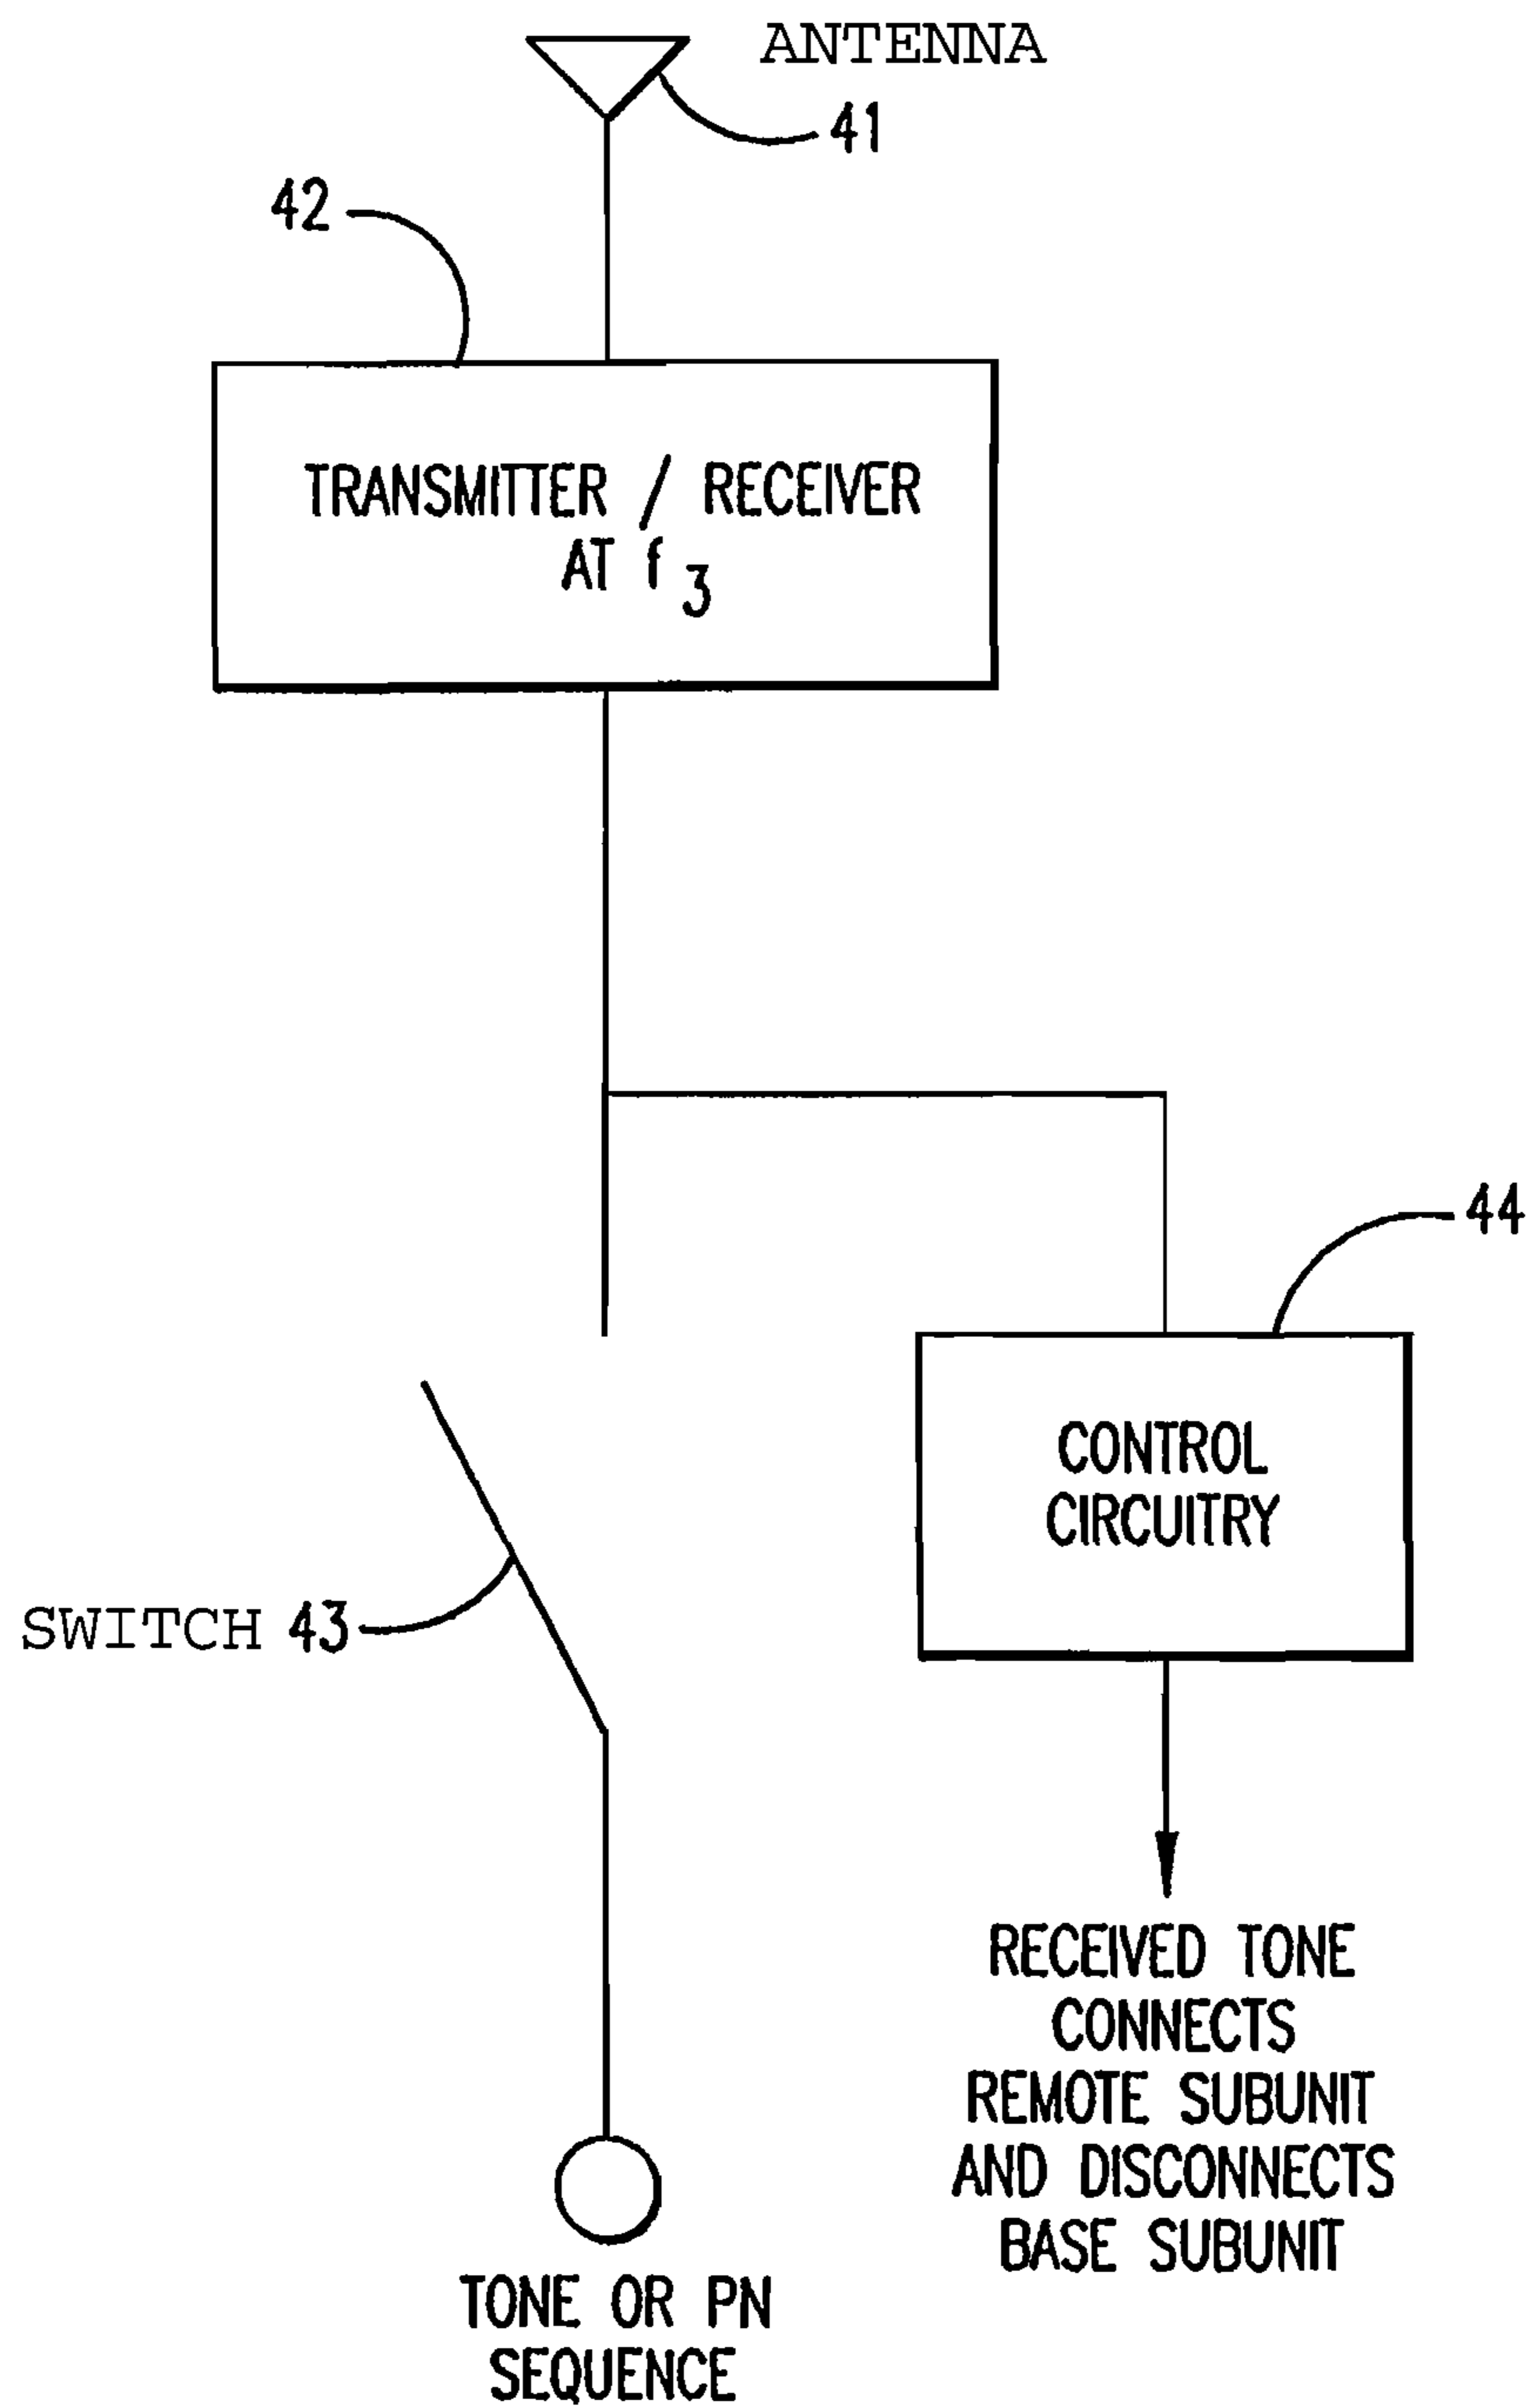 ANTENNA
41
42
TRANSMITTER / RECEIVER
AT f 3
44
CONTROL
CIRCUITRY
SWITCH 43
RECEIVED TONE
CONNECTS
REMOTE SUBUNIT
AND DISCONNECTS
BASE SUBUNIT
TONE OR PN
SEQUENCE